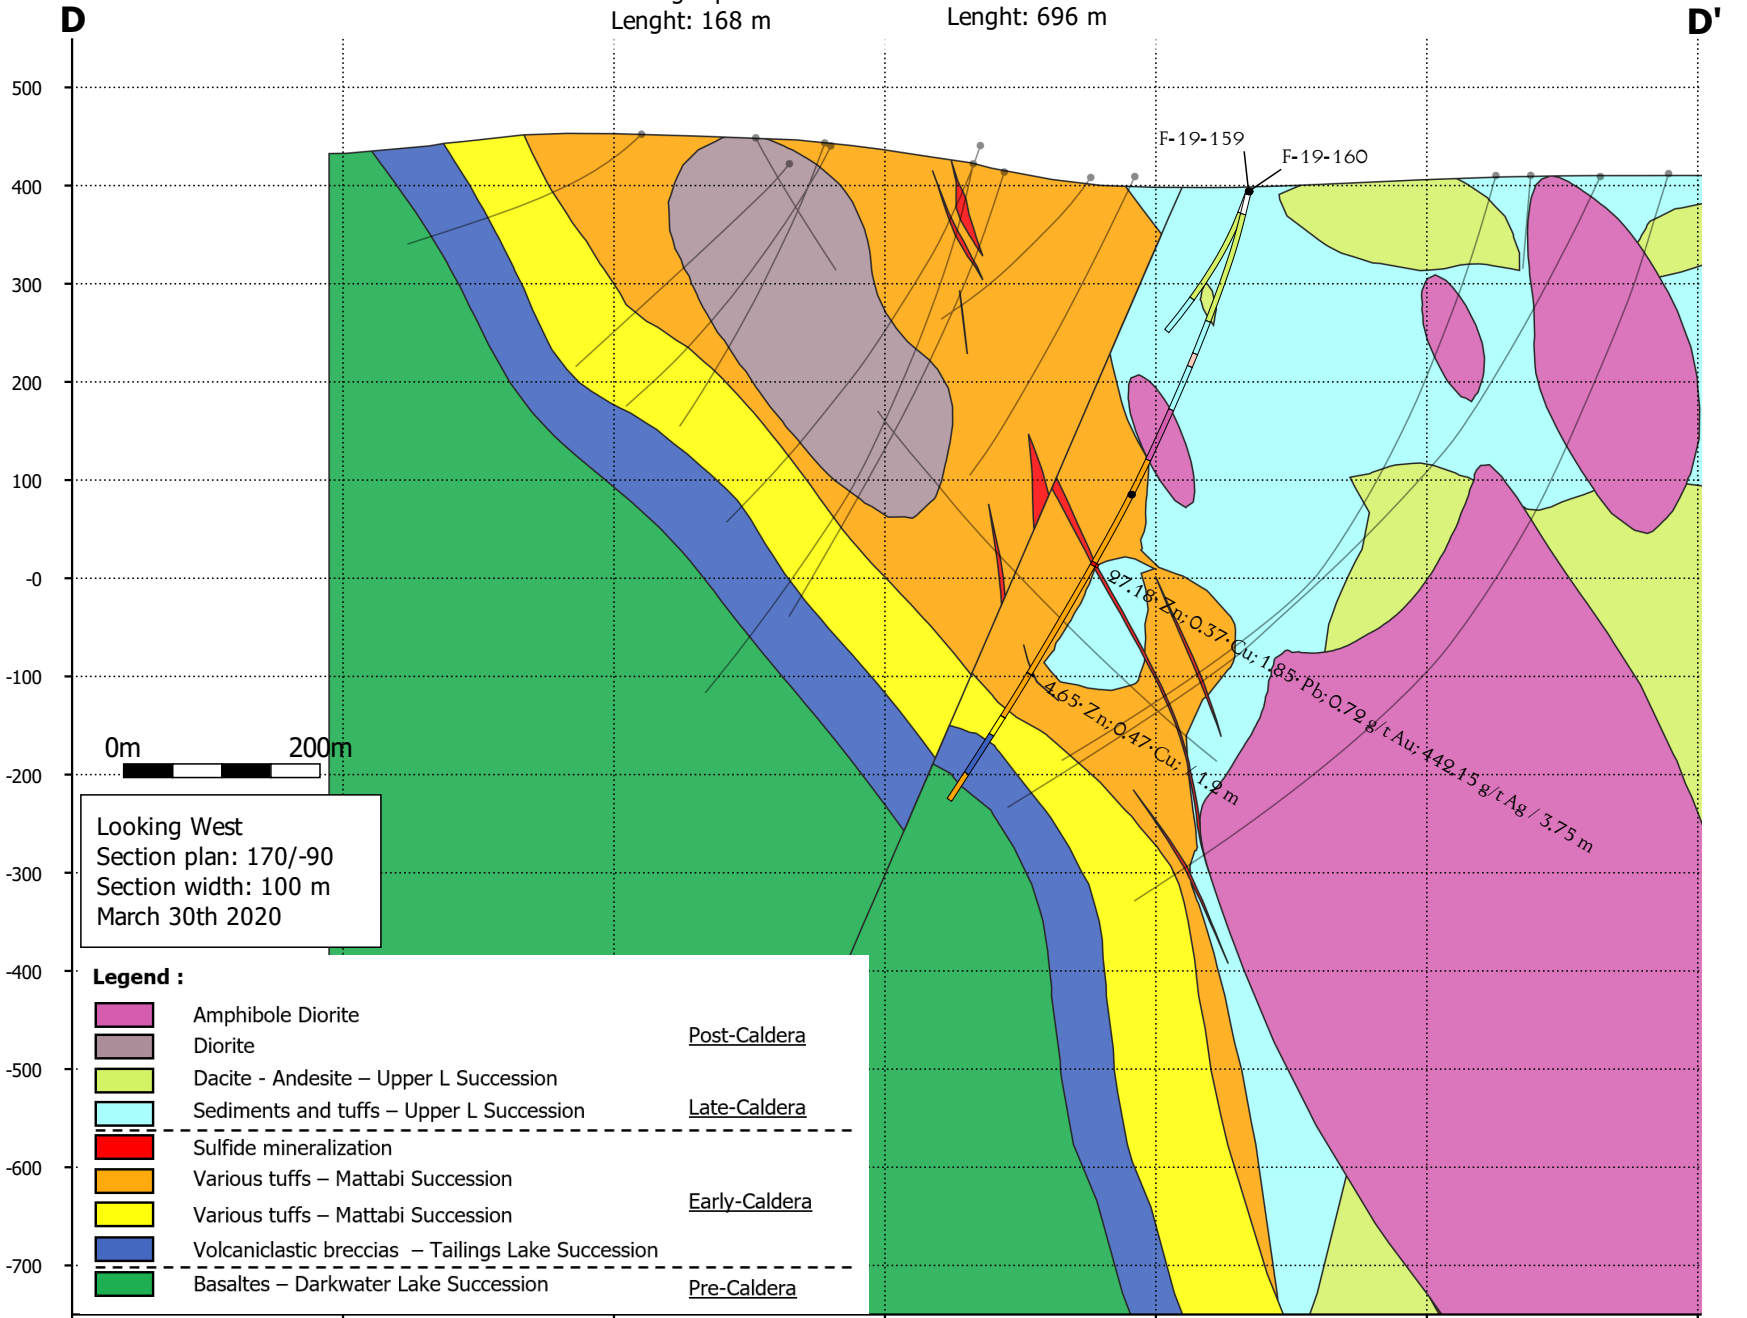 D
Lenght: 168 m
Lenght: 696 m
D'
500
400
300
200
100
-0
-100
-200
-300
-400
-500
-600
-700
F-19-159
F-19-160
27.18% Zn; 0.37% Cu; 1.85% Pb; 0.72 g/t Au; 442.15 g/t Ag / 3.75 m
4.65% Zn; 0.47% Cu; / 1.2 m
0m
200m
Looking West
Section plan: 170/-90
Section width: 100 m
March 30th 2020
Legend :
Amphibole Diorite
Post-Caldera
Diorite
Dacite - Andesite – Upper L Succession
Sediments and tuffs – Upper L Succession
Late-Caldera
Sulfide mineralization
Various tuffs – Mattabi Succession
Early-Caldera
Various tuffs – Mattabi Succession
Volcaniclastic breccias – Tailings Lake Succession
Basaltes – Darkwater Lake Succession
Pre-Caldera